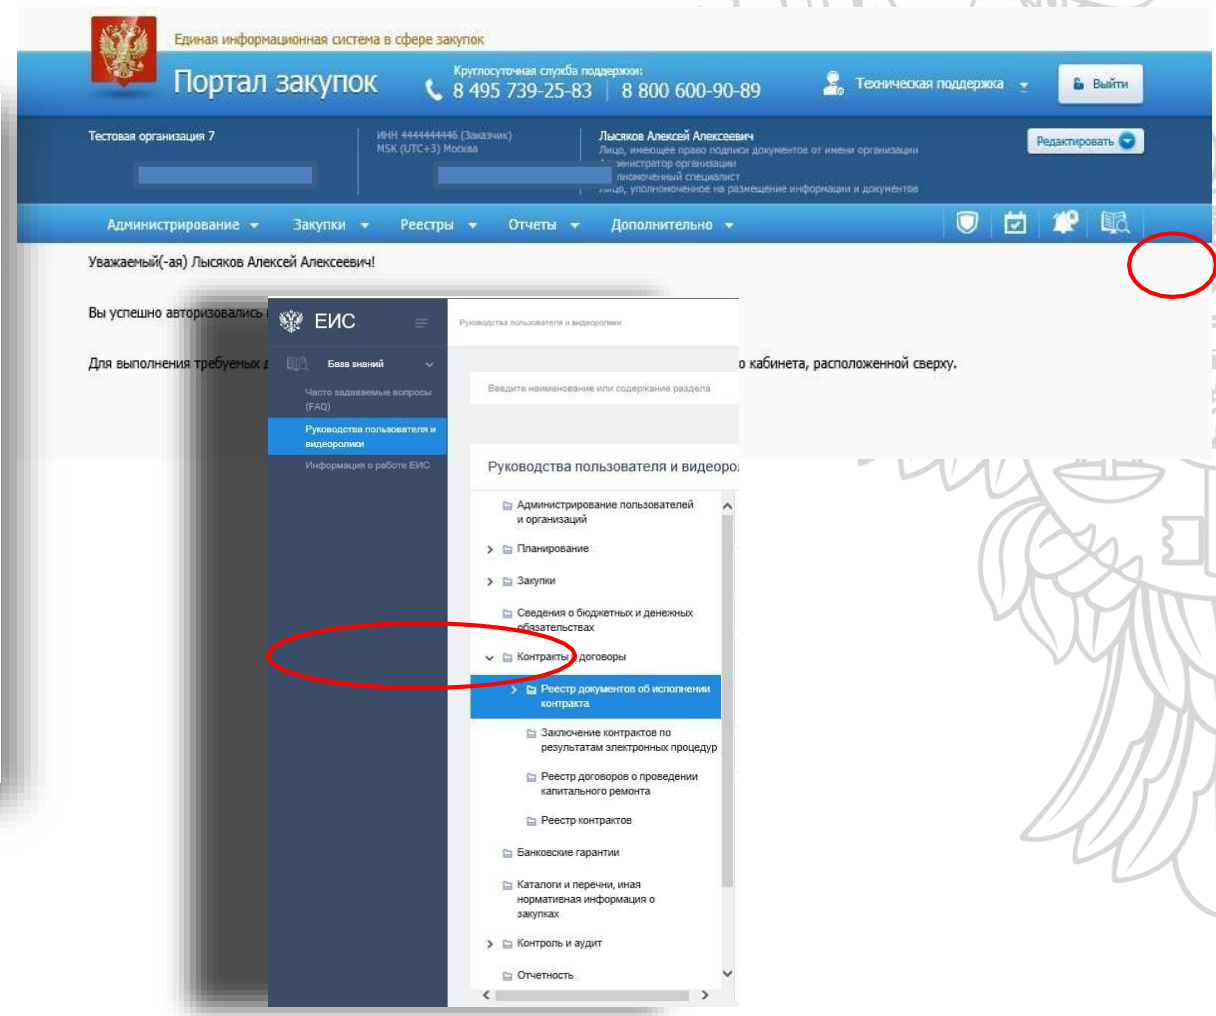 Единая информационная система в сфере закупок
Портал закупок
Круглосуточная служба поддержки:
8 495 739-25-83 | 8 800 600-90-89
Техническая поддержка
Выйти
Тестовая организация 7
ИНН 4444444446 (Заказчик)
MSK (UTC+3) Москва
Лысяков Алексей Алексеевич
Лицо, имеющее право подписи документов от имени организации
министратор организации
лномоченный специалист
Лицо, уполномоченное на размещение информации и документов
Редактировать
Администрирование
Закупки
Реестры
Отчеты
Дополнительно
Уважаемый(-ая) Лысяков Алексей Алексеевич!
Вы успешно авторизовались
Для выполнения требуемых
о кабинета, расположенной сверху.
ЕИС
База знаний
Часто задаваемые вопросы
(FAQ)
Руководства пользователя и
видеоролики
Информация о работе ЕИС
Руководства пользователя и видеоролики
Введите наименование или содержание раздела
Руководства пользователя и видеоро
Администрирование пользователей
и организаций
Планирование
Закупки
Сведения о бюджетных и денежных
обязательствах
Контракты и договоры
Реестр документов об исполнении
контракта
Заключение контрактов по
результатам электронных процедур
Реестр договоров о проведении
капитального ремонта
Реестр контрактов
Банковские гарантии
Каталоги и перечни, иная
нормативная информация о
закупках
Контроль и аудит
Отчетность